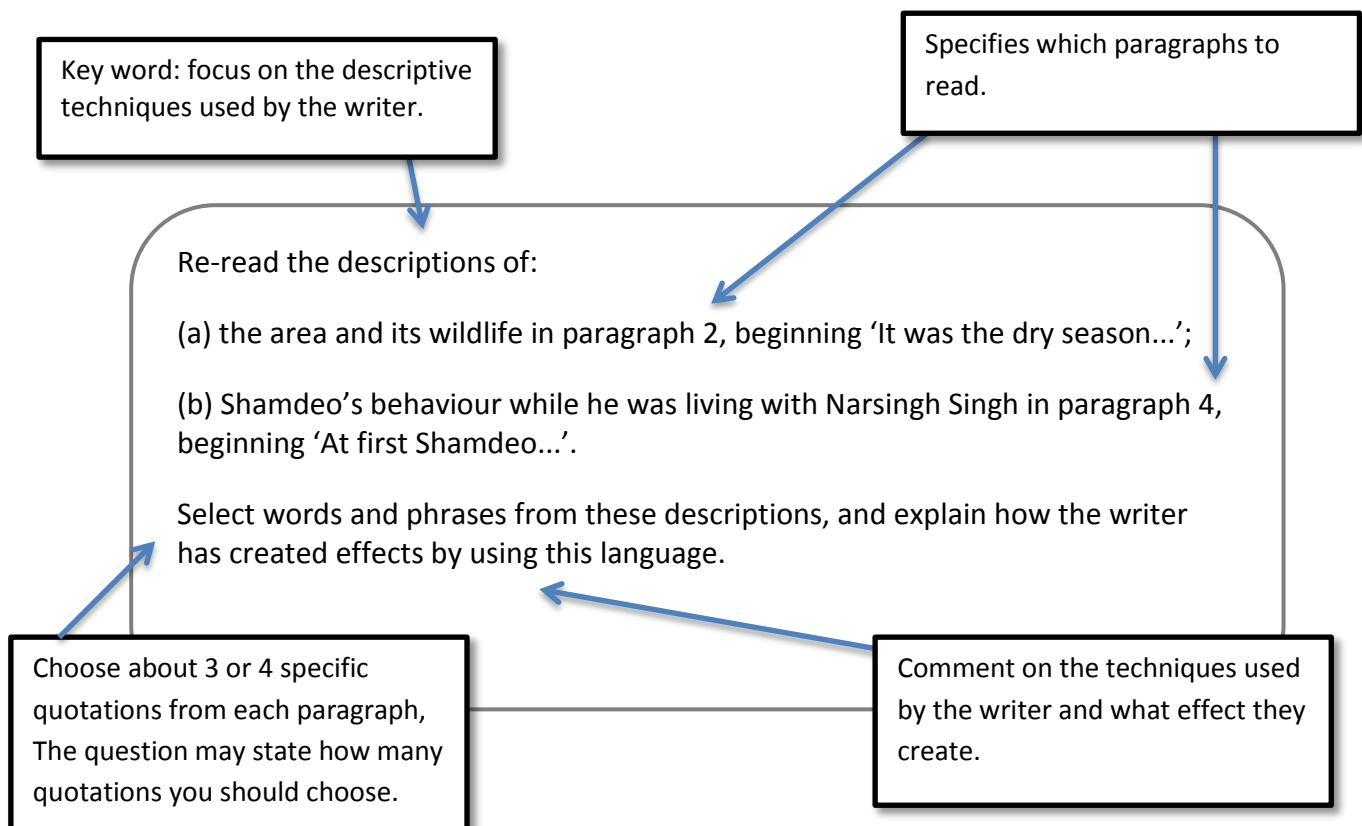 Key word: focus on the descriptive
techniques used by the writer.
Specifies which paragraphs to
read.
Re-read the descriptions of:
(a) the area and its wildlife in paragraph 2, beginning ‘It was the dry season...’;
(b) Shamdeo’s behaviour while he was living with Narsingh Singh in paragraph 4,
beginning ‘At first Shamdeo...’.
Select words and phrases from these descriptions, and explain how the writer
has created effects by using this language.
Choose about 3 or 4 specific
quotations from each paragraph,
The question may state how many
quotations you should choose.
Comment on the techniques used
by the writer and what effect they
create.